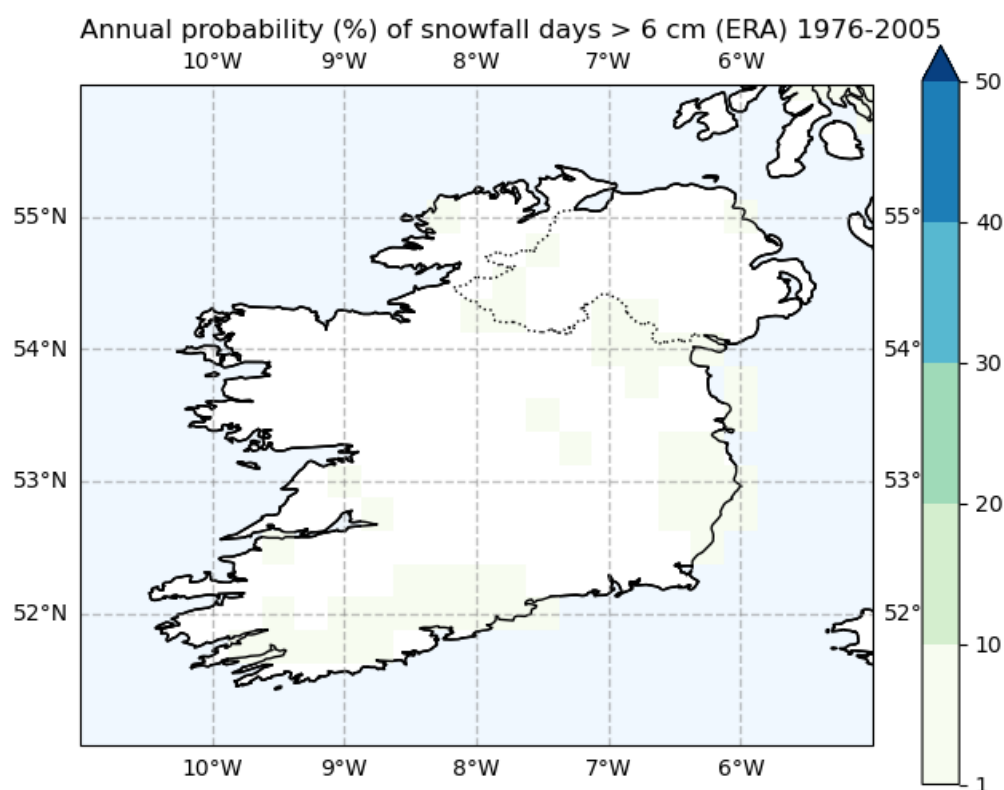 Annual probability (%) of snowfall days > 6 cm (ERA) 1976-2005
10°W 9°W 8°W 7°W 6°W
50
55°N 55°
40
54°N 54°
30
53°N 53°
20
52°N 52°
10
10°W 9°W 8°W 7°W 6°W
1